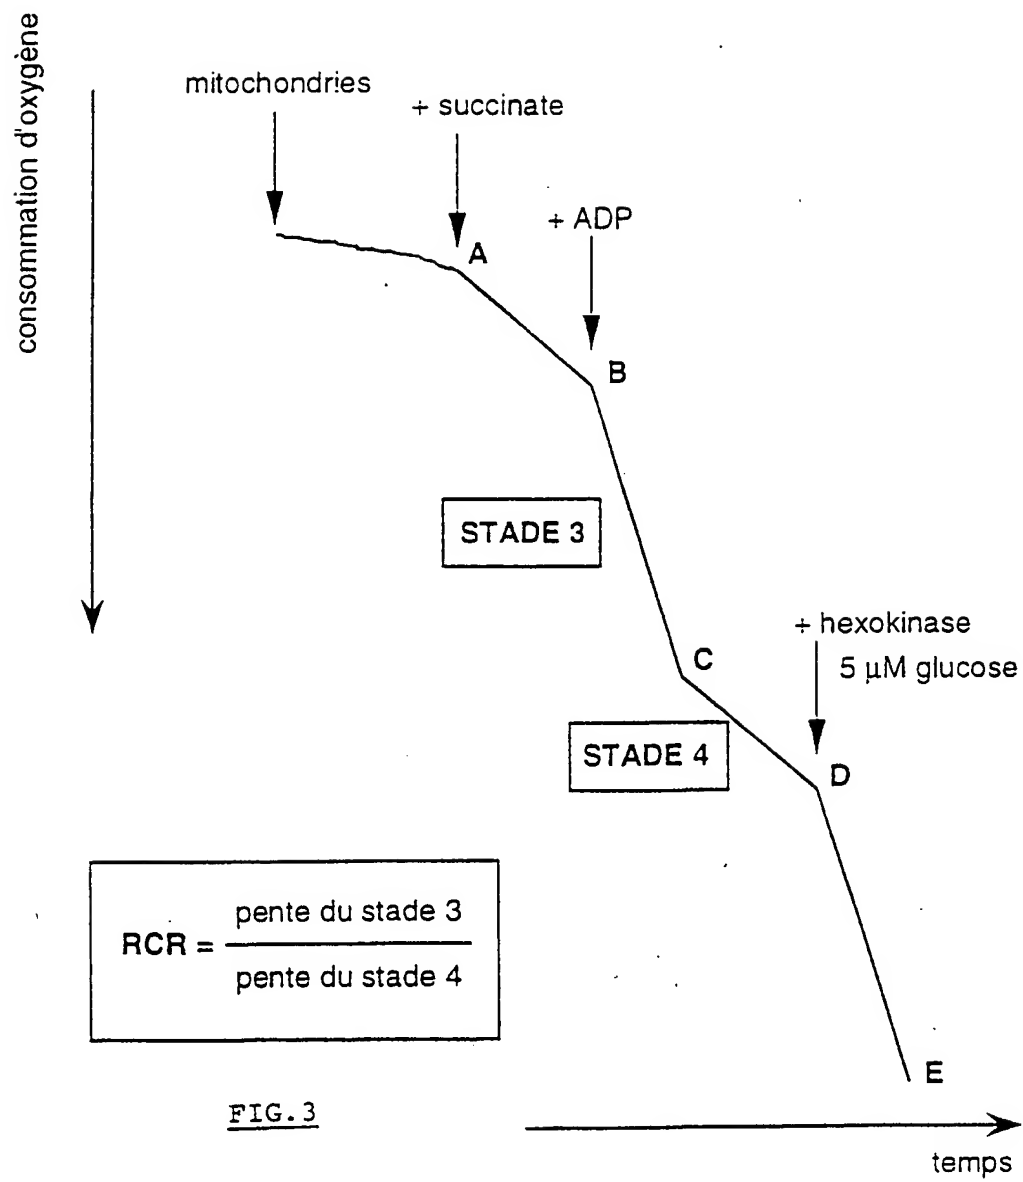 consommation d'oxygène
mitochondries
+ succinate
A
+ ADP
B
STADE 3
+ hexokinase
5 µM glucose
C
STADE 4
D
pente du stade 3
RCR =
pente du stade 4
E
FIG.3
temps